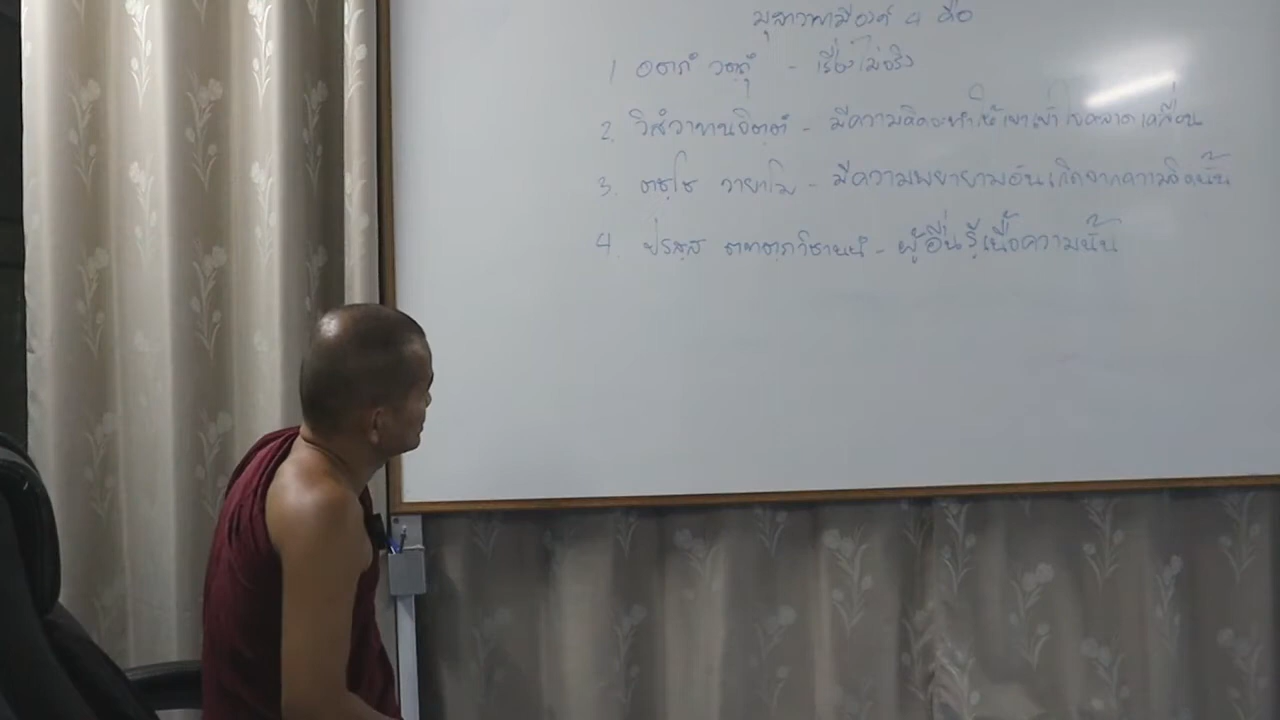 มุสาวาทมีองค์ 4 คือ
1 อตถํ วตฺถุํ - เรื่องไม่จริง
2. วิสํวาทนจิตฺตํ - มีความคิดจะทำให้เขาเข้าใจคลาดเคลื่อน
3. ตชฺโช วายาโม - มีความพยายามอันเกิดจากความคิดนั้น
4. ปรสฺส ตทตฺถวิชานนํ - ผู้อื่นรู้เนื้อความนั้น